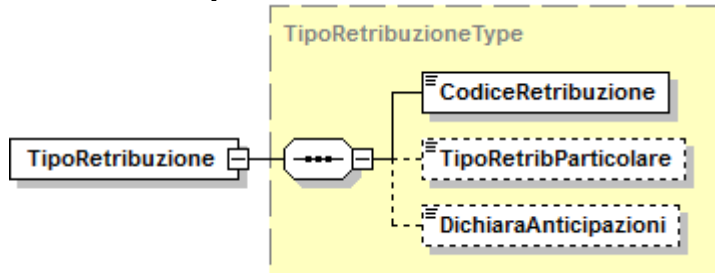 TipoRetribuzioneType
CodiceRetribuzione
TipoRetribuzione
TipoRetribParticolare
DichiaraAnticipazioni